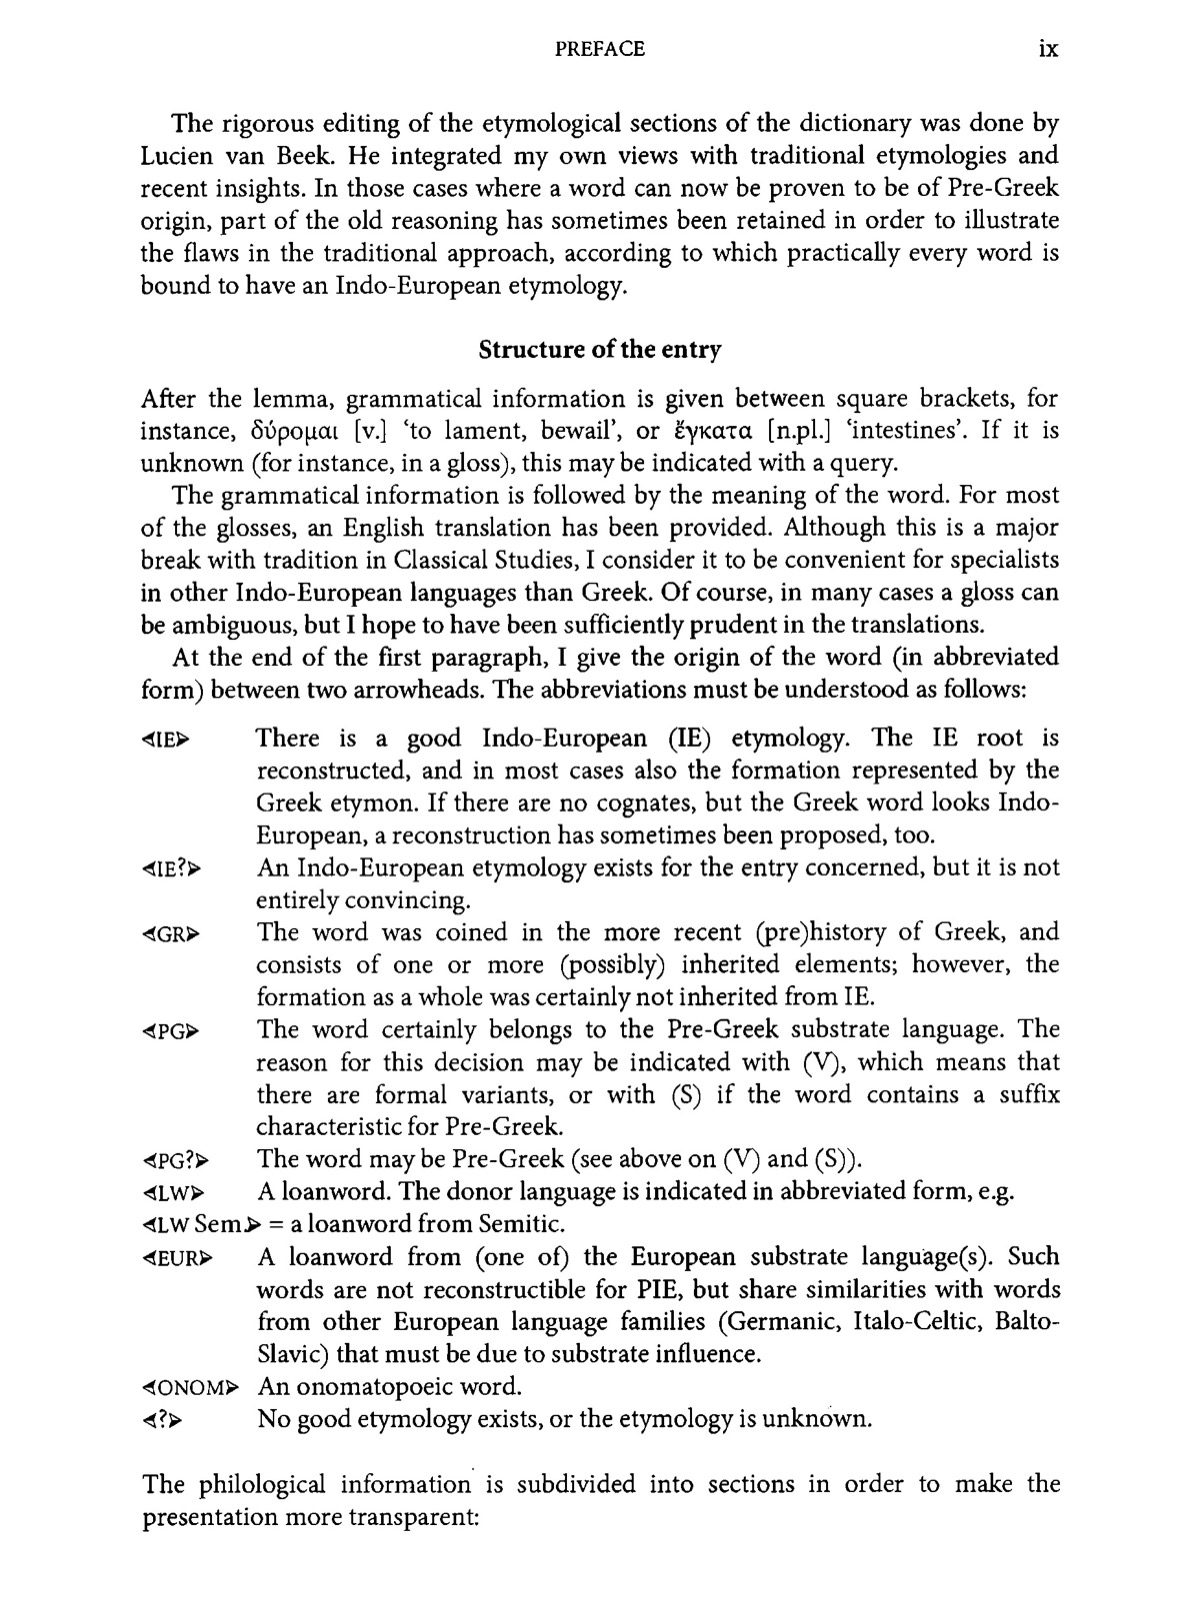 PREFACE ix
The rigorous editing of the etymological sections of the dictionary was done by
Lucien van Beek. He integrated my own views with traditional etymologies and
recent insights. In those cases where a word can now be proven to be of Pre-Greek
origin, part of the old reasoning has sometimes been retained in order to illustrate
the flaws in the traditional approach, according to which practically every word is
bound to have an Indo-European etymology.
Structure of the entry
After the lemma, grammatical information is given between square brackets, for
instance, δύρομαι [v.] ‘to lament, bewail’, or ἔγκατα [n.pl.] ‘intestines’. If it is
unknown (for instance, in a gloss), this may be indicated with a query.
The grammatical information is followed by the meaning of the word. For most
of the glosses, an English translation has been provided. Although this is a major
break with tradition in Classical Studies, I consider it to be convenient for specialists
in other Indo-European languages than Greek. Of course, in many cases a gloss can
be ambiguous, but I hope to have been sufficiently prudent in the translations.
At the end of the first paragraph, I give the origin of the word (in abbreviated
form) between two arrowheads. The abbreviations must be understood as follows:
⋖IE⋗ There is a good Indo-European (IE) etymology. The IE root is
reconstructed, and in most cases also the formation represented by the
Greek etymon. If there are no cognates, but the Greek word looks Indo-
European, a reconstruction has sometimes been proposed, too.
⋖IE?⋗ An Indo-European etymology exists for the entry concerned, but it is not
entirely convincing.
⋖GR⋗ The word was coined in the more recent (pre)history of Greek, and
consists of one or more (possibly) inherited elements; however, the
formation as a whole was certainly not inherited from IE.
⋖PG⋗ The word certainly belongs to the Pre-Greek substrate language. The
reason for this decision may be indicated with (V), which means that
there are formal variants, or with (S) if the word contains a suffix
characteristic for Pre-Greek.
⋖PG?⋗ The word may be Pre-Greek (see above on (V) and (S)).
⋖LW⋗ A loanword. The donor language is indicated in abbreviated form, e.g.
⋖LW Sem.⋗ = a loanword from Semitic.
⋖EUR⋗ A loanword from (one of) the European substrate language(s). Such
words are not reconstructible for PIE, but share similarities with words
from other European language families (Germanic, Italo-Celtic, Balto-
Slavic) that must be due to substrate influence.
⋖ONOM⋗ An onomatopoeic word.
⋖?⋗ No good etymology exists, or the etymology is unknown.
The philological information is subdivided into sections in order to make the
presentation more transparent: